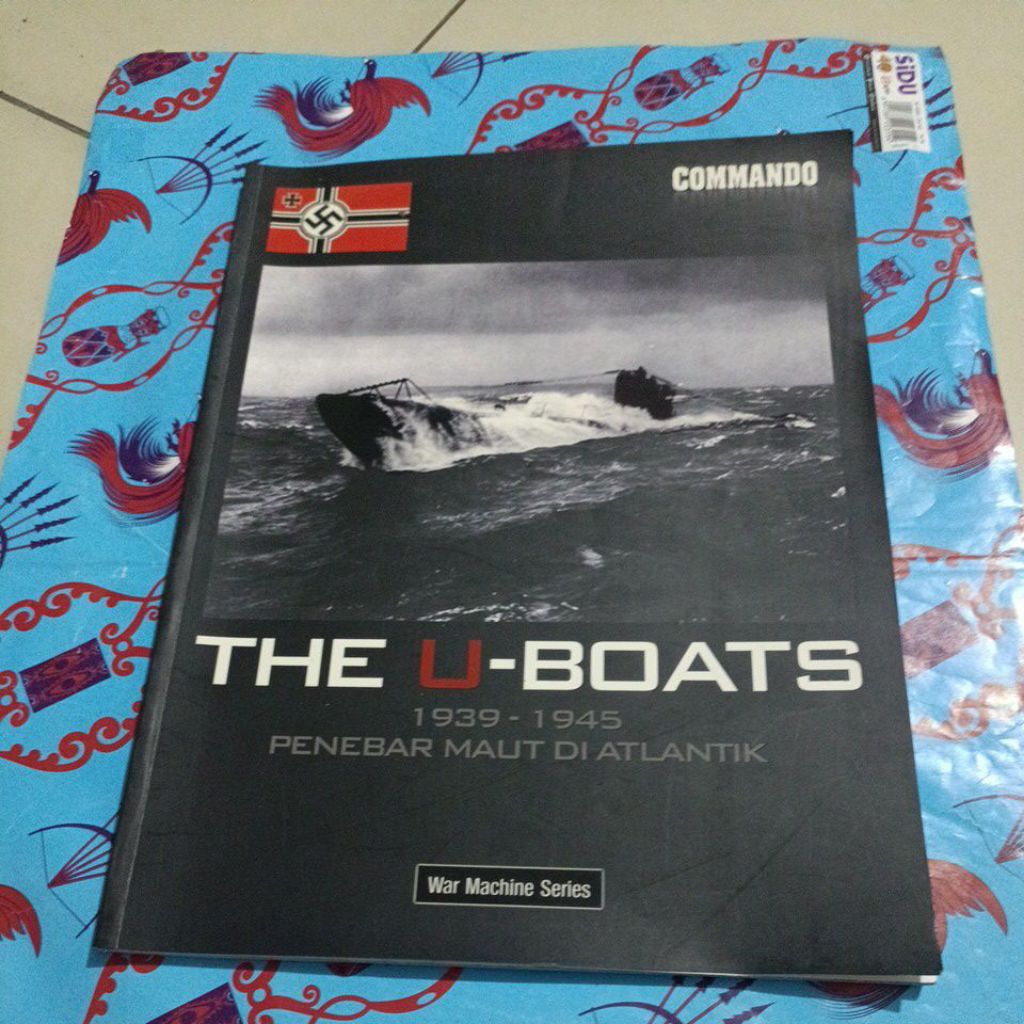 SiDU
COMMANDO
THE U-BOATS
1939 - 1945
PENEBAR MAUT DI ATLANTIK
War Machine Series